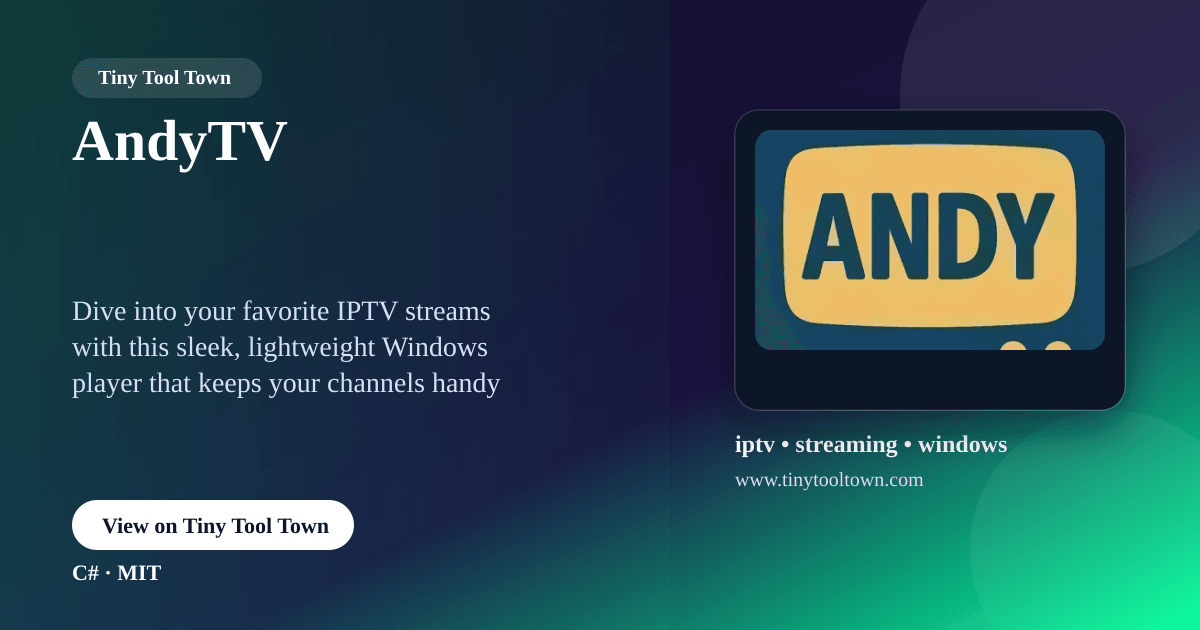 Tiny Tool Town
AndyTV
Dive into your favorite IPTV streams
with this sleek, lightweight Windows
player that keeps your channels handy
View on Tiny Tool Town
C# · MIT
ANDY
iptv • streaming • windows
www.tinytooltown.com